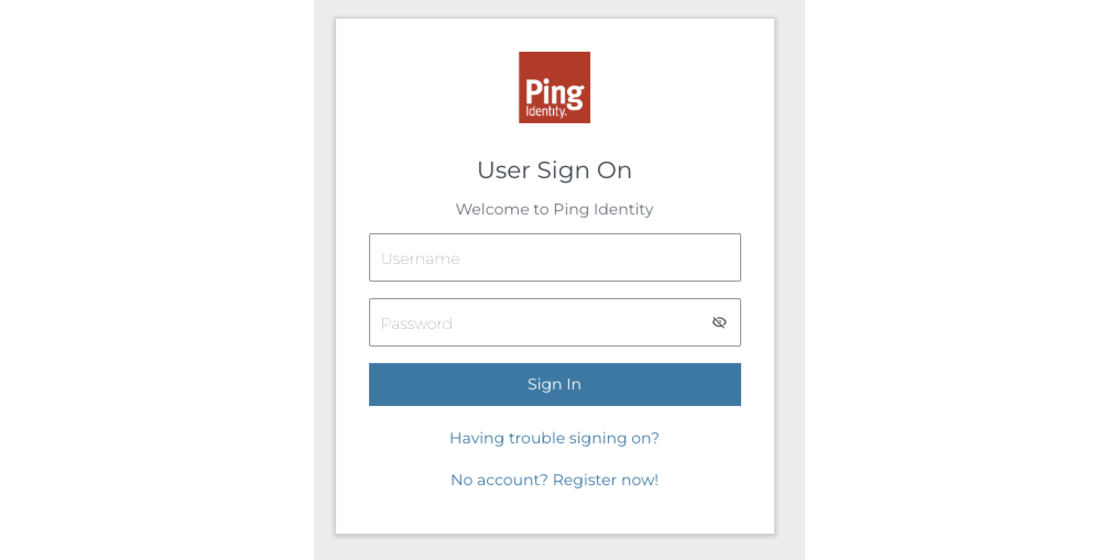 Ping
Identity.
User Sign On
Welcome to Ping Identity
Username
Password
Sign In
Having trouble signing on?
No account? Register now!